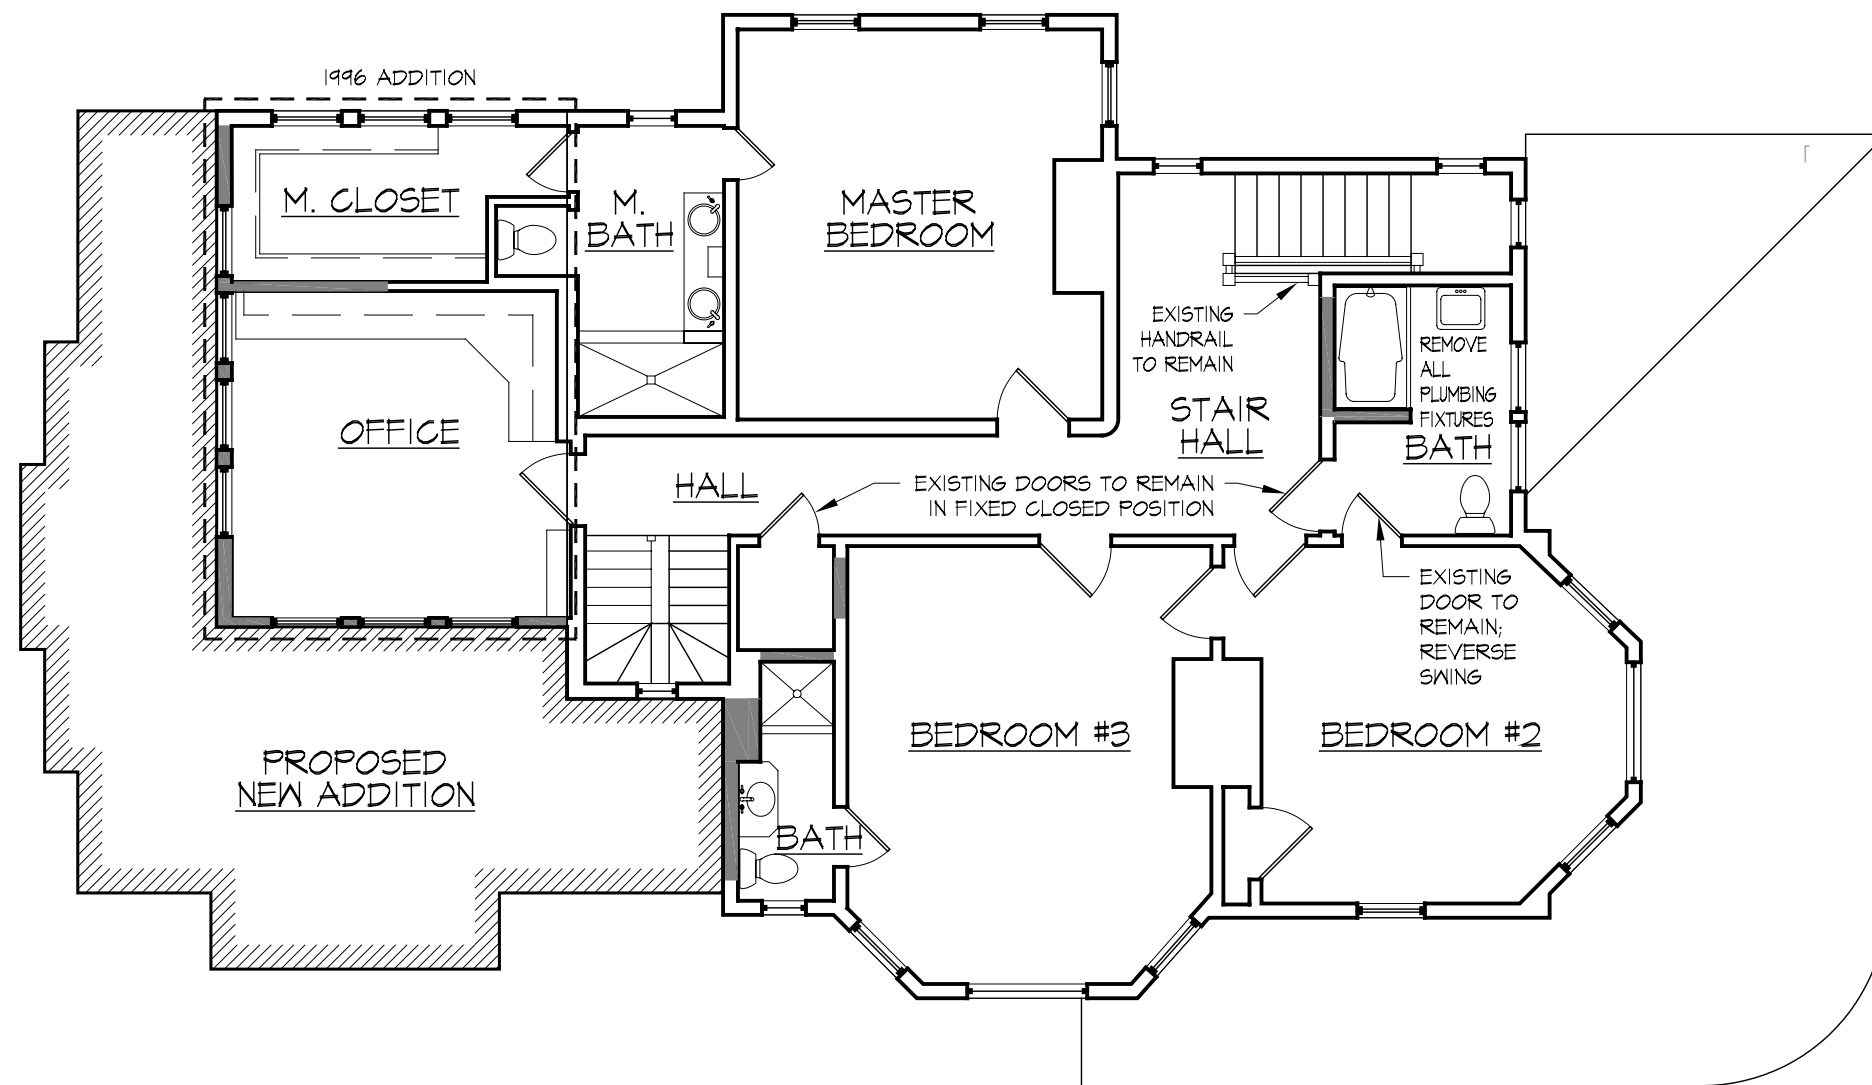 1996 ADDITION
M. CLOSET
M.
BATH
MASTER
BEDROOM
EXISTING
HANDRAIL
TO REMAIN
REMOVE
ALL
PLUMBING
FIXTURES
BATH
STAIR
HALL
OFFICE
HALL
EXISTING DOORS TO REMAIN
IN FIXED CLOSED POSITION
EXISTING
DOOR TO
REMAIN;
REVERSE
SWING
BEDROOM #3
BEDROOM #2
PROPOSED
NEW ADDITION
BATH